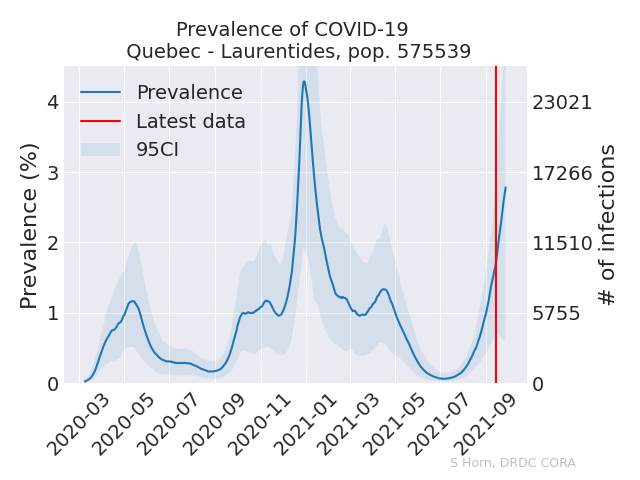 Prevalence of COVID-19
Quebec - Laurentides, pop. 575539
Prevalence
Latest data
95CI
Prevalence (%)
4
3
2
1
0
23021
17266
11510
5755
0
# of infections
2020-03
2020-05
2020-07
2020-09
2020-11
2021-01
2021-03
2021-05
2021-07
2021-09
S Horn, DRDC CORA